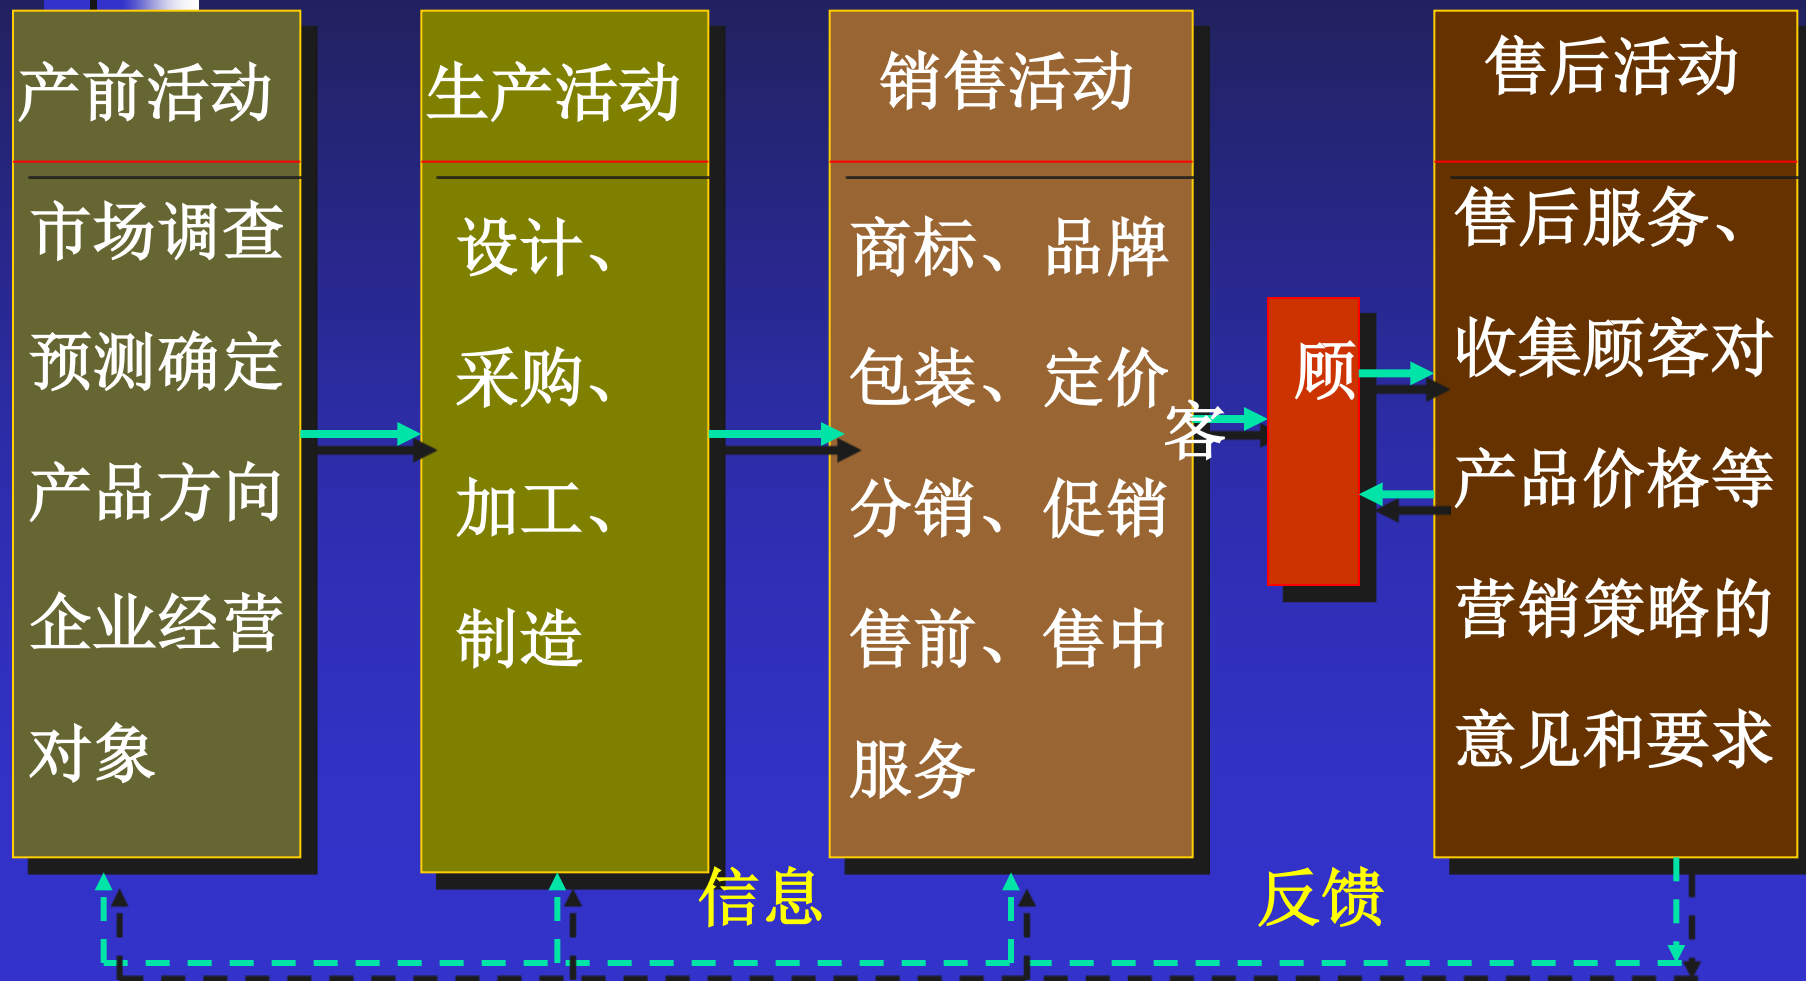 产前活动
市场调查
预测确定
产品方向
企业经营
对象
生产活动
设计、
采购、
加工、
制造
销售活动
商标、品牌
包装、定价
分销、促销
售前、售中
服务
顾
客
售后活动
售后服务、
收集顾客对
产品价格等
营销策略的
意见和要求
信息
反馈